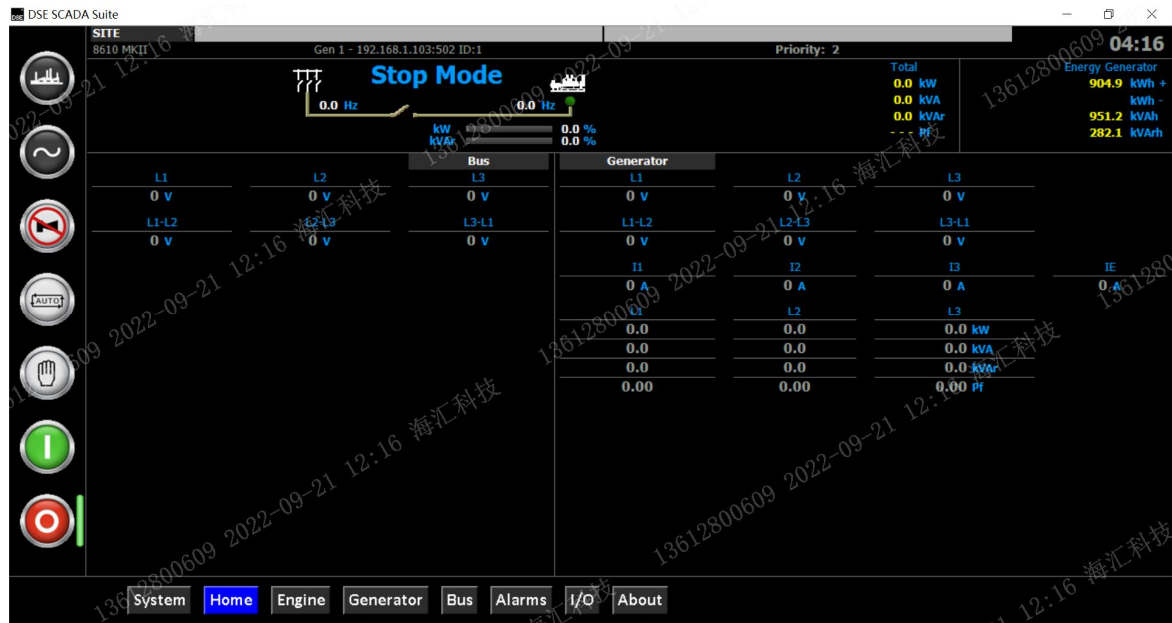 DSE SCADA Suite
SITE
8610 MKII Gen 1 - 192.168.1.103:502 ID:1 Priority: 2 04:16
Stop Mode
0.0 Hz 0.0 Hz
kW 0.0 %
kVAr 0.0 %
Total
0.0 kW
0.0 kVA
0.0 kVAr
--- Pf
Energy Generator
904.9 kWh +
kWh -
951.2 kVAh
282.1 kVArh
Bus
L1 L2 L3
0 V 0 V 0 V
L1-L2 L2-L3 L3-L1
0 V 0 V 0 V
Generator
L1 L2 L3
0 V 0 V 0 V
L1-L2 L2-L3 L3-L1
0 V 0 V 0 V
I1 I2 I3 IE
0 A 0 A 0 A 0 A
L1 L2 L3
0.0 0.0 0.0 kW
0.0 0.0 0.0 kVA
0.0 0.0 0.0 kVAr
0.00 0.00 0.00 Pf
AUTO
System Home Engine Generator Bus Alarms I/O About
13612800609 2022-09-21 12:16 海汇科技